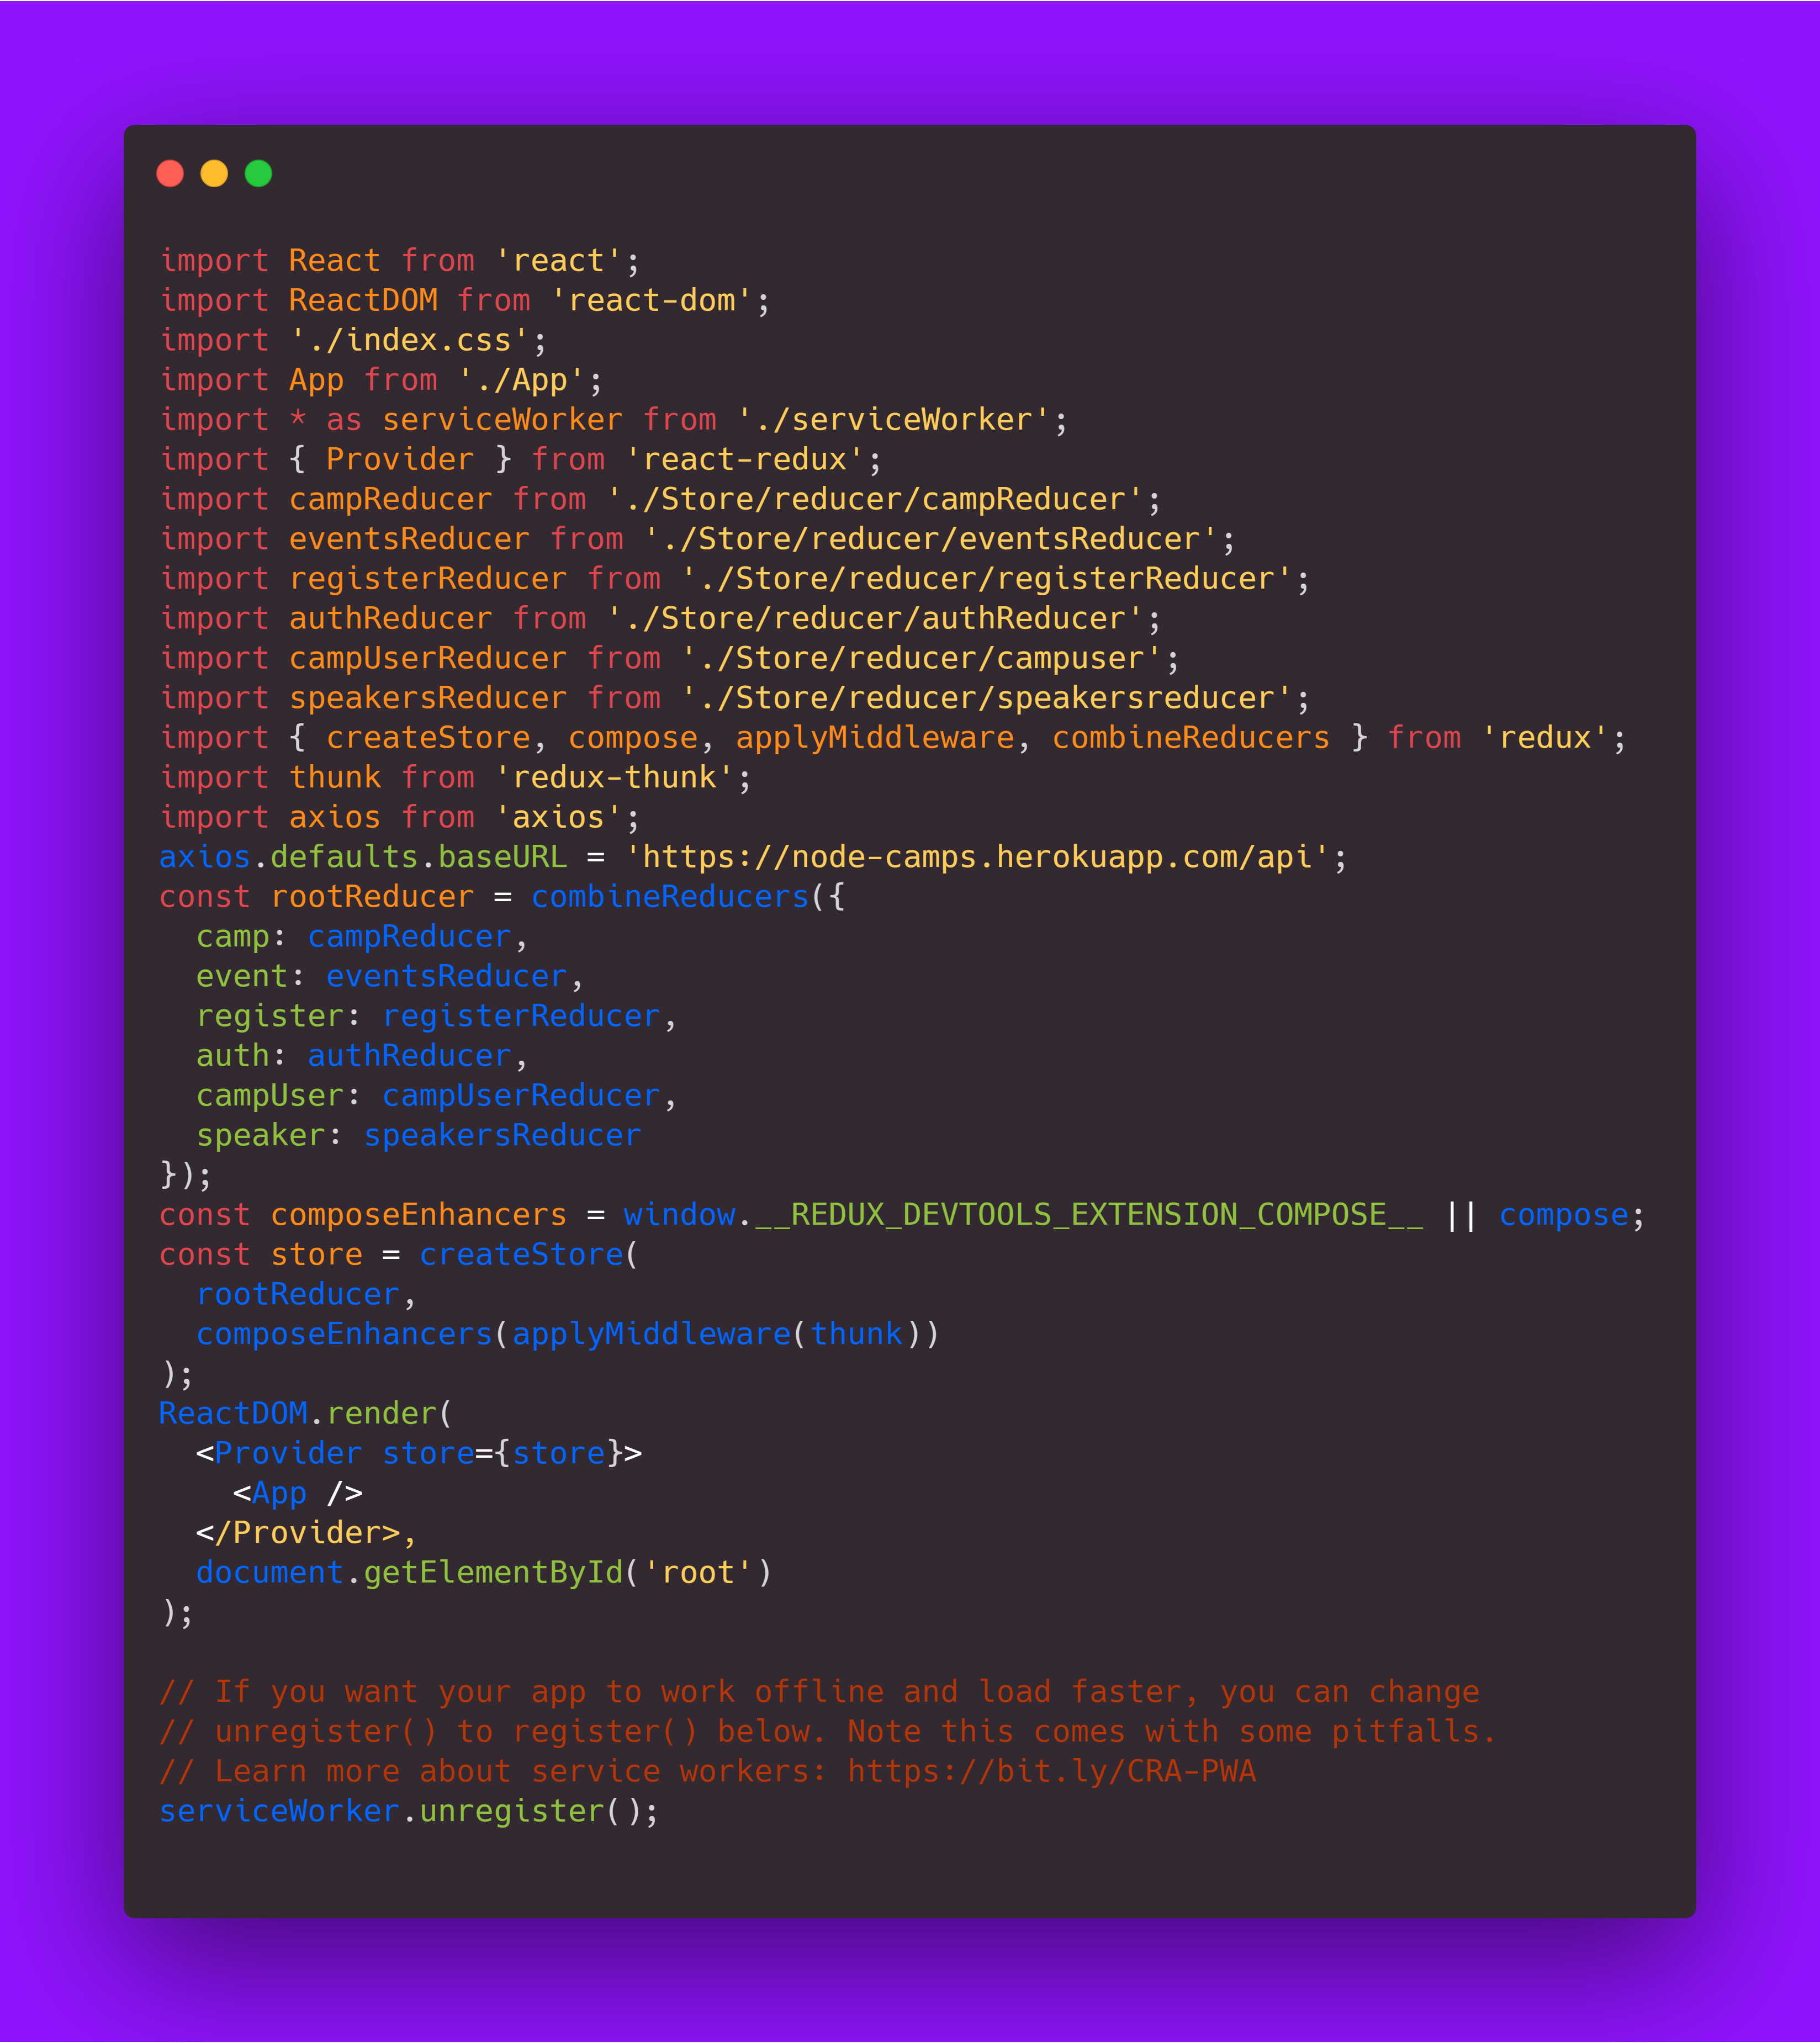 import React from 'react';
import ReactDOM from 'react-dom';
import './index.css';
import App from './App';
import * as serviceWorker from './serviceWorker';
import { Provider } from 'react-redux';
import campReducer from './Store/reducer/campReducer';
import eventsReducer from './Store/reducer/eventsReducer';
import registerReducer from './Store/reducer/registerReducer';
import authReducer from './Store/reducer/authReducer';
import campUserReducer from './Store/reducer/campuser';
import speakersReducer from './Store/reducer/speakersreducer';
import { createStore, compose, applyMiddleware, combineReducers } from 'redux';
import thunk from 'redux-thunk';
import axios from 'axios';
axios.defaults.baseURL = 'https://node-camps.herokuapp.com/api';
const rootReducer = combineReducers({
  camp: campReducer,
  event: eventsReducer,
  register: registerReducer,
  auth: authReducer,
  campUser: campUserReducer,
  speaker: speakersReducer
});
const composeEnhancers = window.__REDUX_DEVTOOLS_EXTENSION_COMPOSE__ || compose;
const store = createStore(
  rootReducer,
  composeEnhancers(applyMiddleware(thunk))
);
ReactDOM.render(
  <Provider store={store}>
    <App />
  </Provider>,
  document.getElementById('root')
);

// If you want your app to work offline and load faster, you can change
// unregister() to register() below. Note this comes with some pitfalls.
// Learn more about service workers: https://bit.ly/CRA-PWA
serviceWorker.unregister();